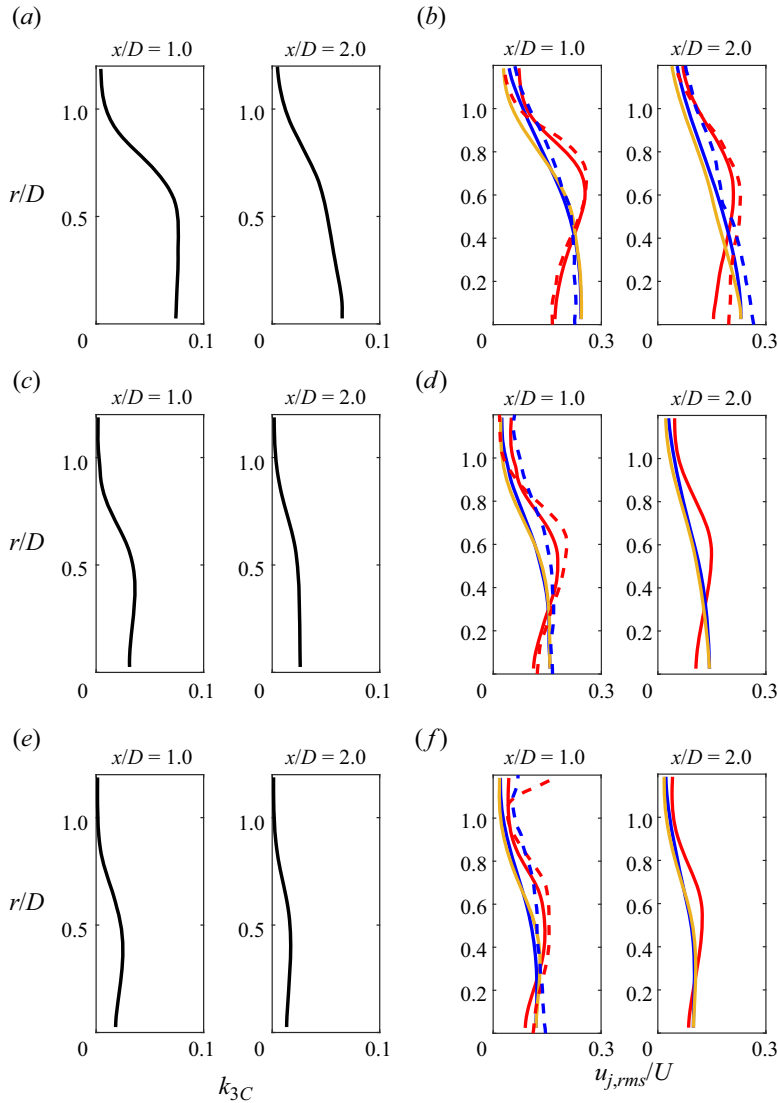 (a) (b)
x/D = 1.0 x/D = 2.0 x/D = 1.0 x/D = 2.0
1.0 1.0 1.0 1.0
0.8 0.8
r/D 0.6 0.6
0.5 0.5 0.4 0.4
0.2 0.2
0 0.1 0 0.1 0 0.3 0 0.3
(c) (d)
x/D = 1.0 x/D = 2.0 x/D = 1.0 x/D = 2.0
1.0 1.0 1.0 1.0
0.8 0.8
r/D 0.6 0.6
0.5 0.5 0.4 0.4
0.2 0.2
0 0.1 0 0.1 0 0.3 0 0.3
(e) (f)
x/D = 1.0 x/D = 2.0 x/D = 1.0 x/D = 2.0
1.0 1.0 1.0 1.0
0.8 0.8
r/D 0.6 0.6
0.5 0.5 0.4 0.4
0.2 0.2
0 0.1 0 0.1 0 0.3 0 0.3
k3C uj,rms/U